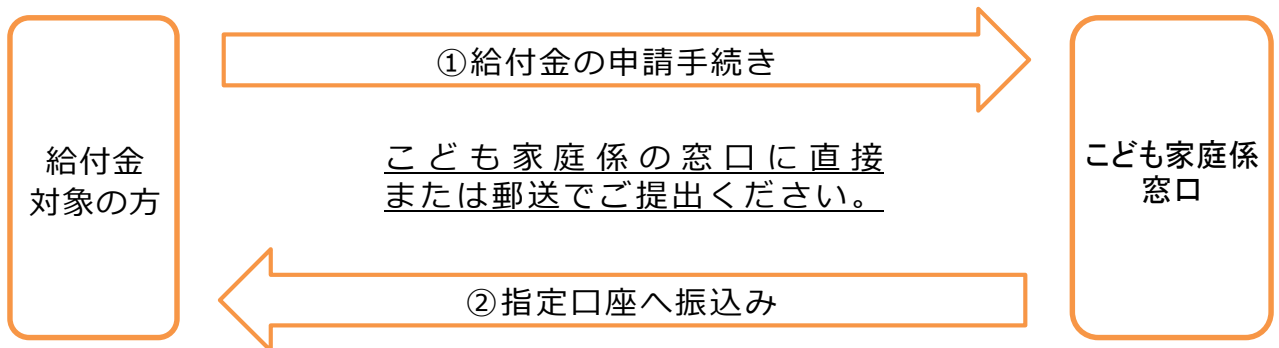 ①給付金の申請手続き
給付金
対象の方
こども家庭係の窓口に直接
または郵送でご提出ください。
こども家庭係
窓口
②指定口座へ振込み